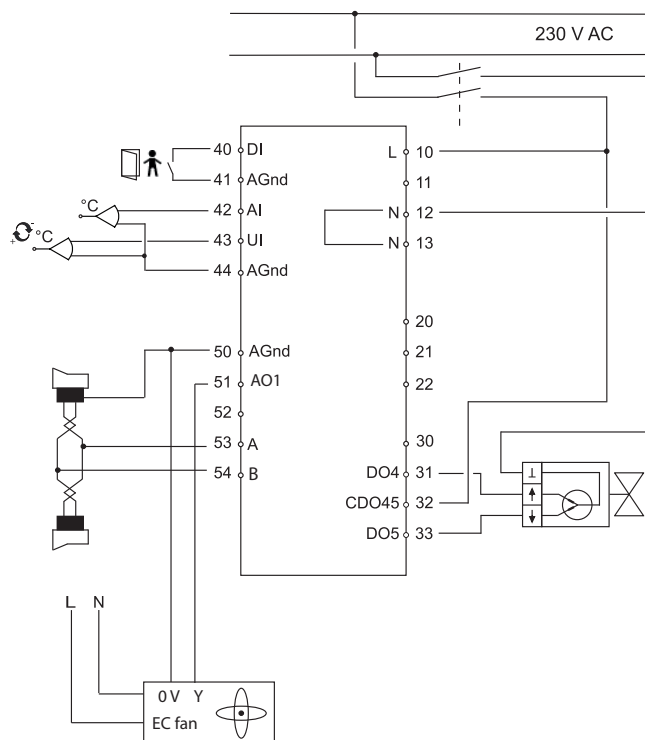 230 V AC
40 DI
41 AGnd
°C
42 AI
- + °C
43 UI
44 AGnd
50 AGnd
51 AO1
52
53 A
54 B
L 10
11
N 12
N 13
20
21
22
30
DO4 31
CDO45 32
DO5 33
⊥
↑
↓
L N
0 V Y
EC fan